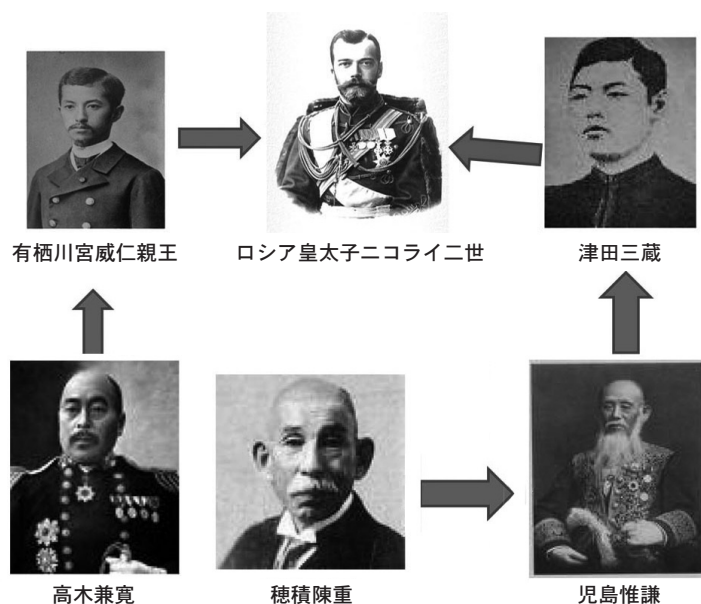 有栖川宮威仁親王
ロシア皇太子ニコライ二世
津田三蔵
高木兼寛
穂積陳重
児島惟謙